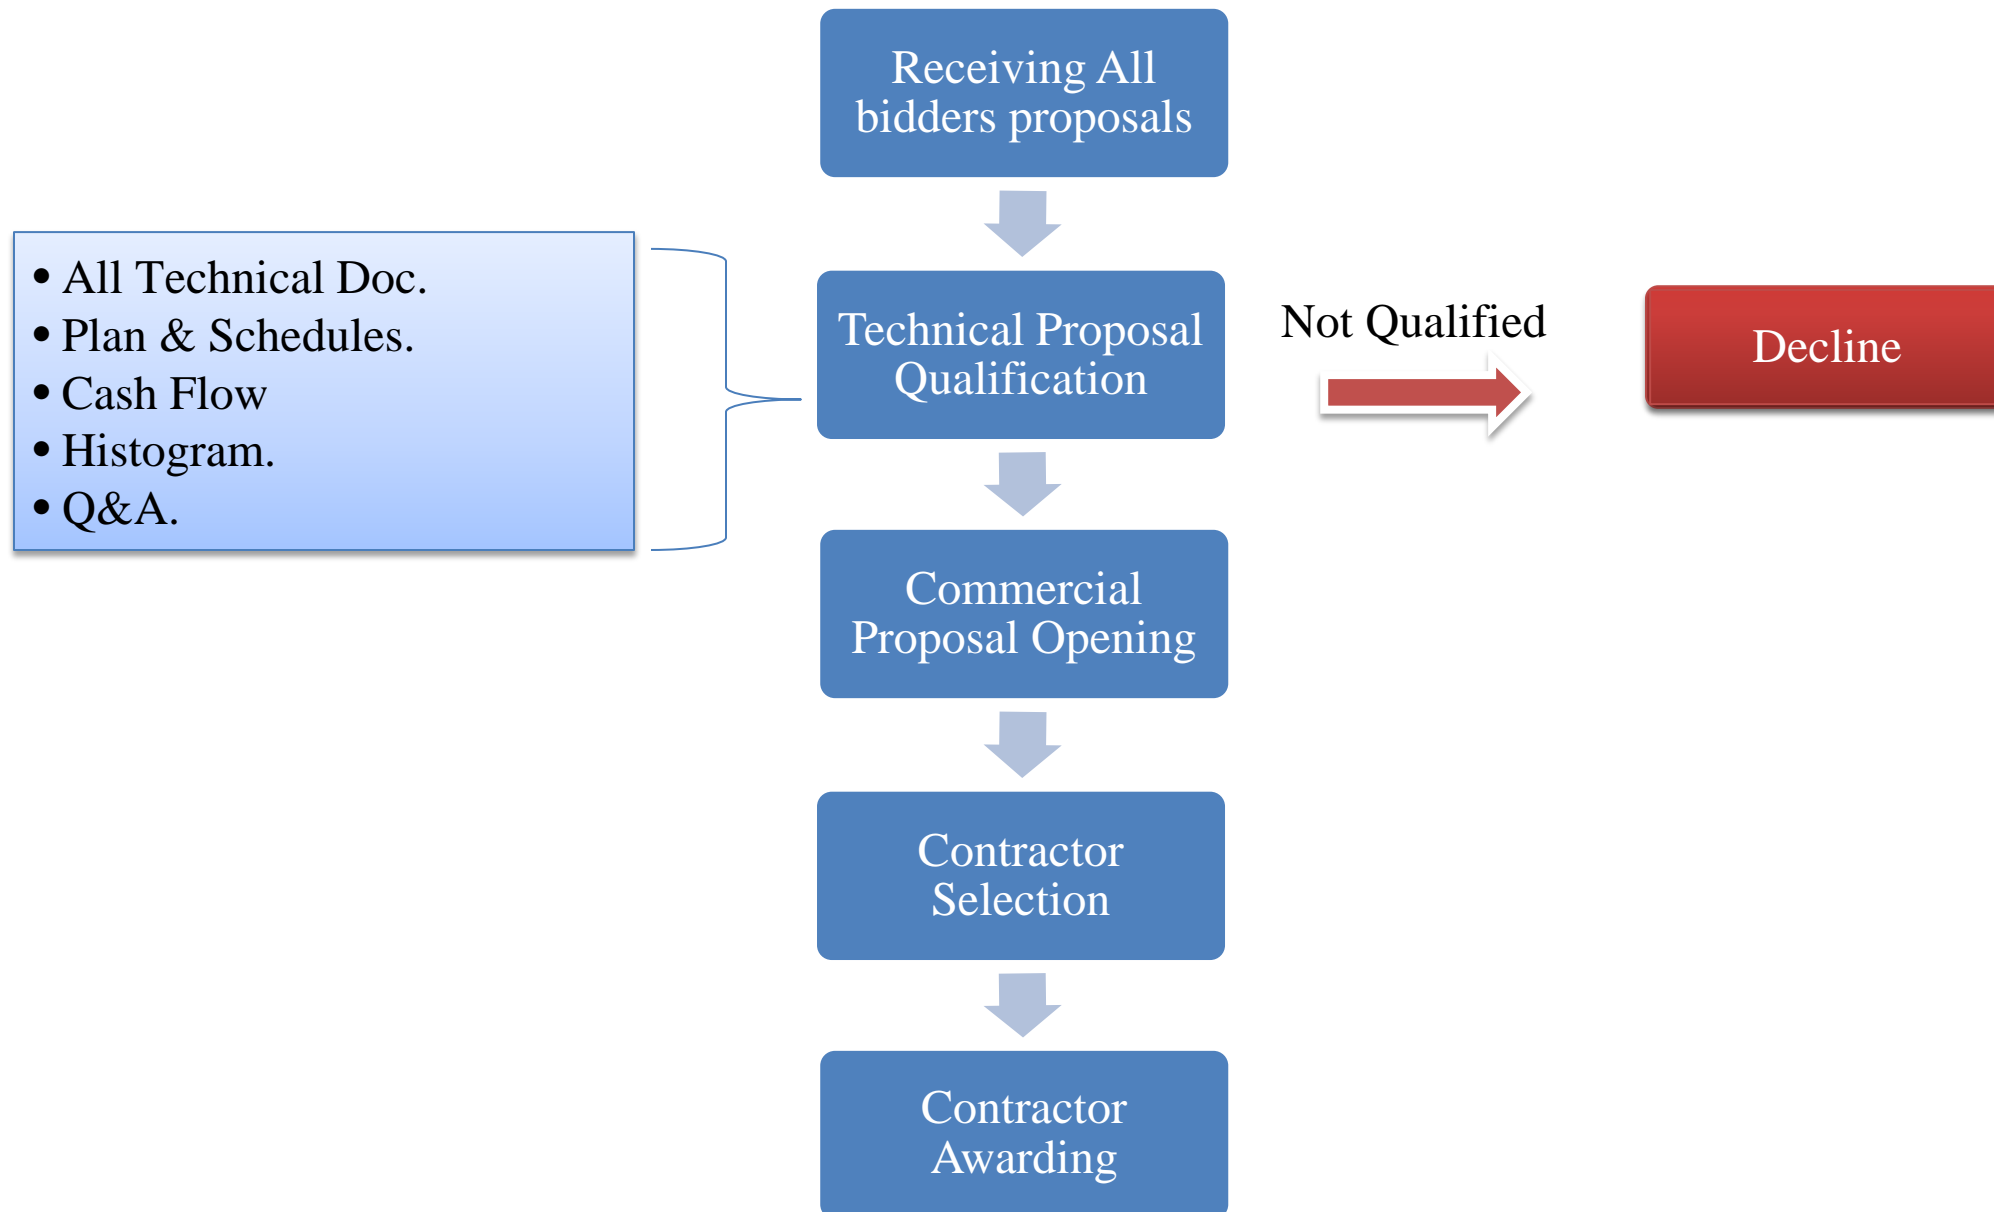 Receiving All
bidders proposals
• All Technical Doc.
• Plan & Schedules.
• Cash Flow
• Histogram.
• Q&A.
Technical Proposal
Qualification
Not Qualified
Decline
Commercial
Proposal Opening
Contractor
Selection
Contractor
Awarding